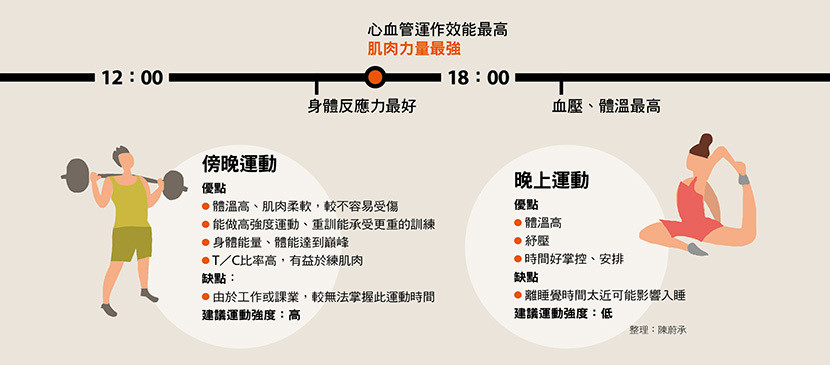 心血管運作效能最高
肌肉力量最強
12：00
18：00
身體反應力最好
血壓、體溫最高
傍晚運動
優點
體溫高、肌肉柔軟，較不容易受傷
能做高強度運動、重訓能承受更重的訓練
身體能量、體能達到巔峰
T／C比率高，有益於練肌肉
缺點：
由於工作或課業，較無法掌握此運動時間
建議運動強度：高
晚上運動
優點
體溫高
紓壓
時間好掌控、安排
缺點
離睡覺時間太近可能影響入睡
建議運動強度：低
整理：陳蔚承